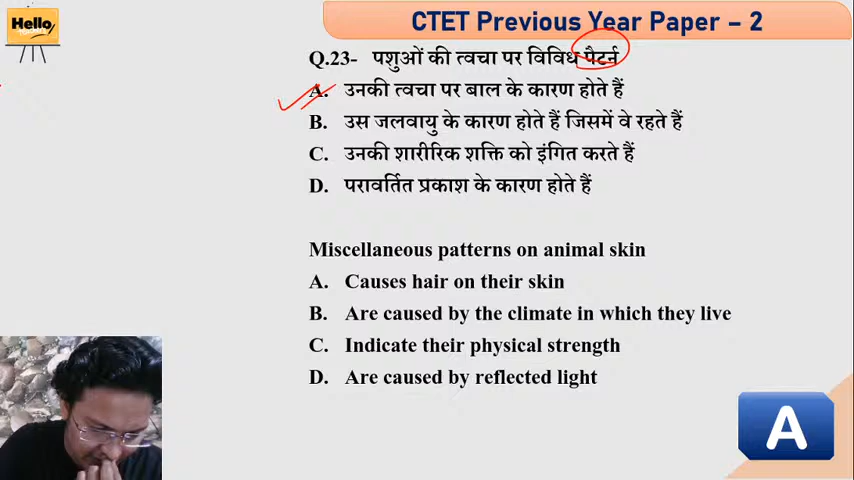 Hello
CTET Previous Year Paper – 2
Q.23- पशुओं की त्वचा पर विविध पैटर्न
A. उनकी त्वचा पर बाल के कारण होते हैं
B. उस जलवायु के कारण होते हैं जिसमें वे रहते हैं
C. उनकी शारीरिक शक्ति को इंगित करते हैं
D. परावर्तित प्रकाश के कारण होते हैं
Miscellaneous patterns on animal skin
A. Causes hair on their skin
B. Are caused by the climate in which they live
C. Indicate their physical strength
D. Are caused by reflected light
A